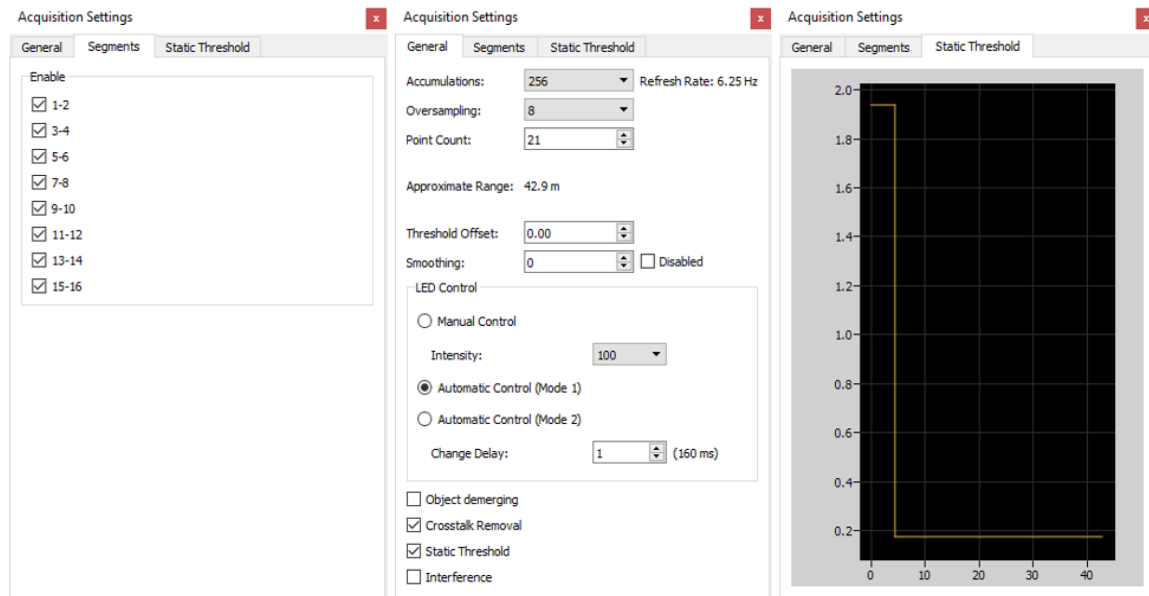 Acquisition Settings
x
General Segments Static Threshold
Enable
1-2
3-4
5-6
7-8
9-10
11-12
13-14
15-16
Acquisition Settings
x
General Segments Static Threshold
Accumulations: 256 Refresh Rate: 6.25 Hz
Oversampling: 8
Point Count: 21
Approximate Range: 42.9 m
Threshold Offset: 0.00
Smoothing: 0 Disabled
LED Control
Manual Control
Intensity: 100
Automatic Control (Mode 1)
Automatic Control (Mode 2)
Change Delay: 1 (160 ms)
Object demerging
Crosstalk Removal
Static Threshold
Interference
Acquisition Settings
x
General Segments Static Threshold
2.0
1.8
1.6
1.4
1.2
1.0
0.8
0.6
0.4
0.2
0 10 20 30 40